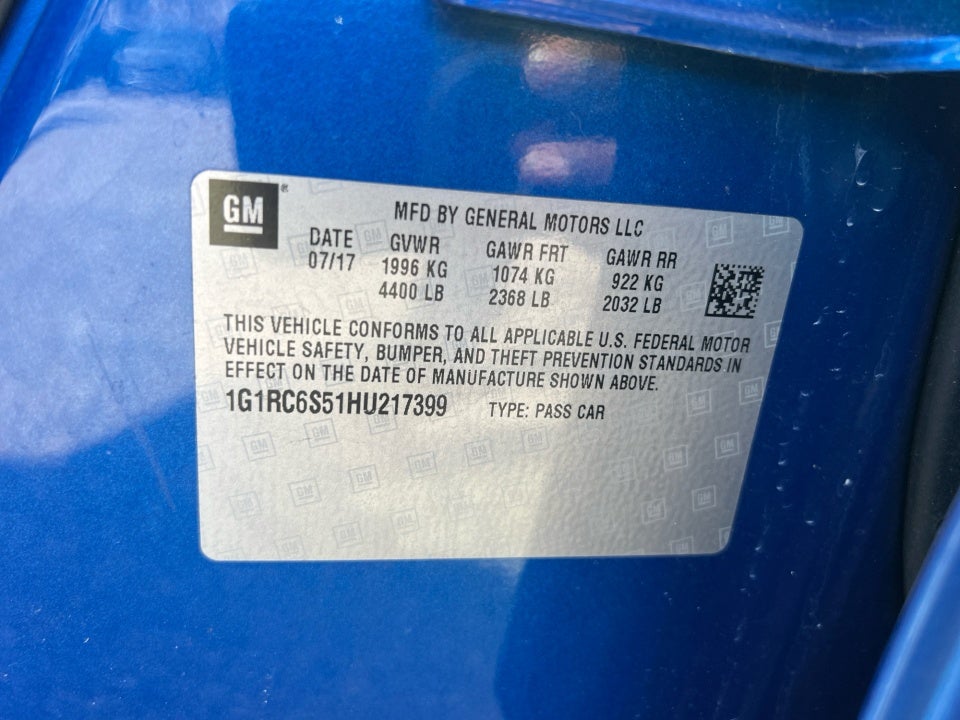 GM®
MFD BY GENERAL MOTORS LLC
DATE GVWR GAWR FRT GAWR RR
07/17 1996 KG 1074 KG 922 KG
4400 LB 2368 LB 2032 LB
THIS VEHICLE CONFORMS TO ALL APPLICABLE U.S. FEDERAL MOTOR
VEHICLE SAFETY, BUMPER, AND THEFT PREVENTION STANDARDS IN
EFFECT ON THE DATE OF MANUFACTURE SHOWN ABOVE.
1G1RC6S51HU217399 TYPE: PASS CAR